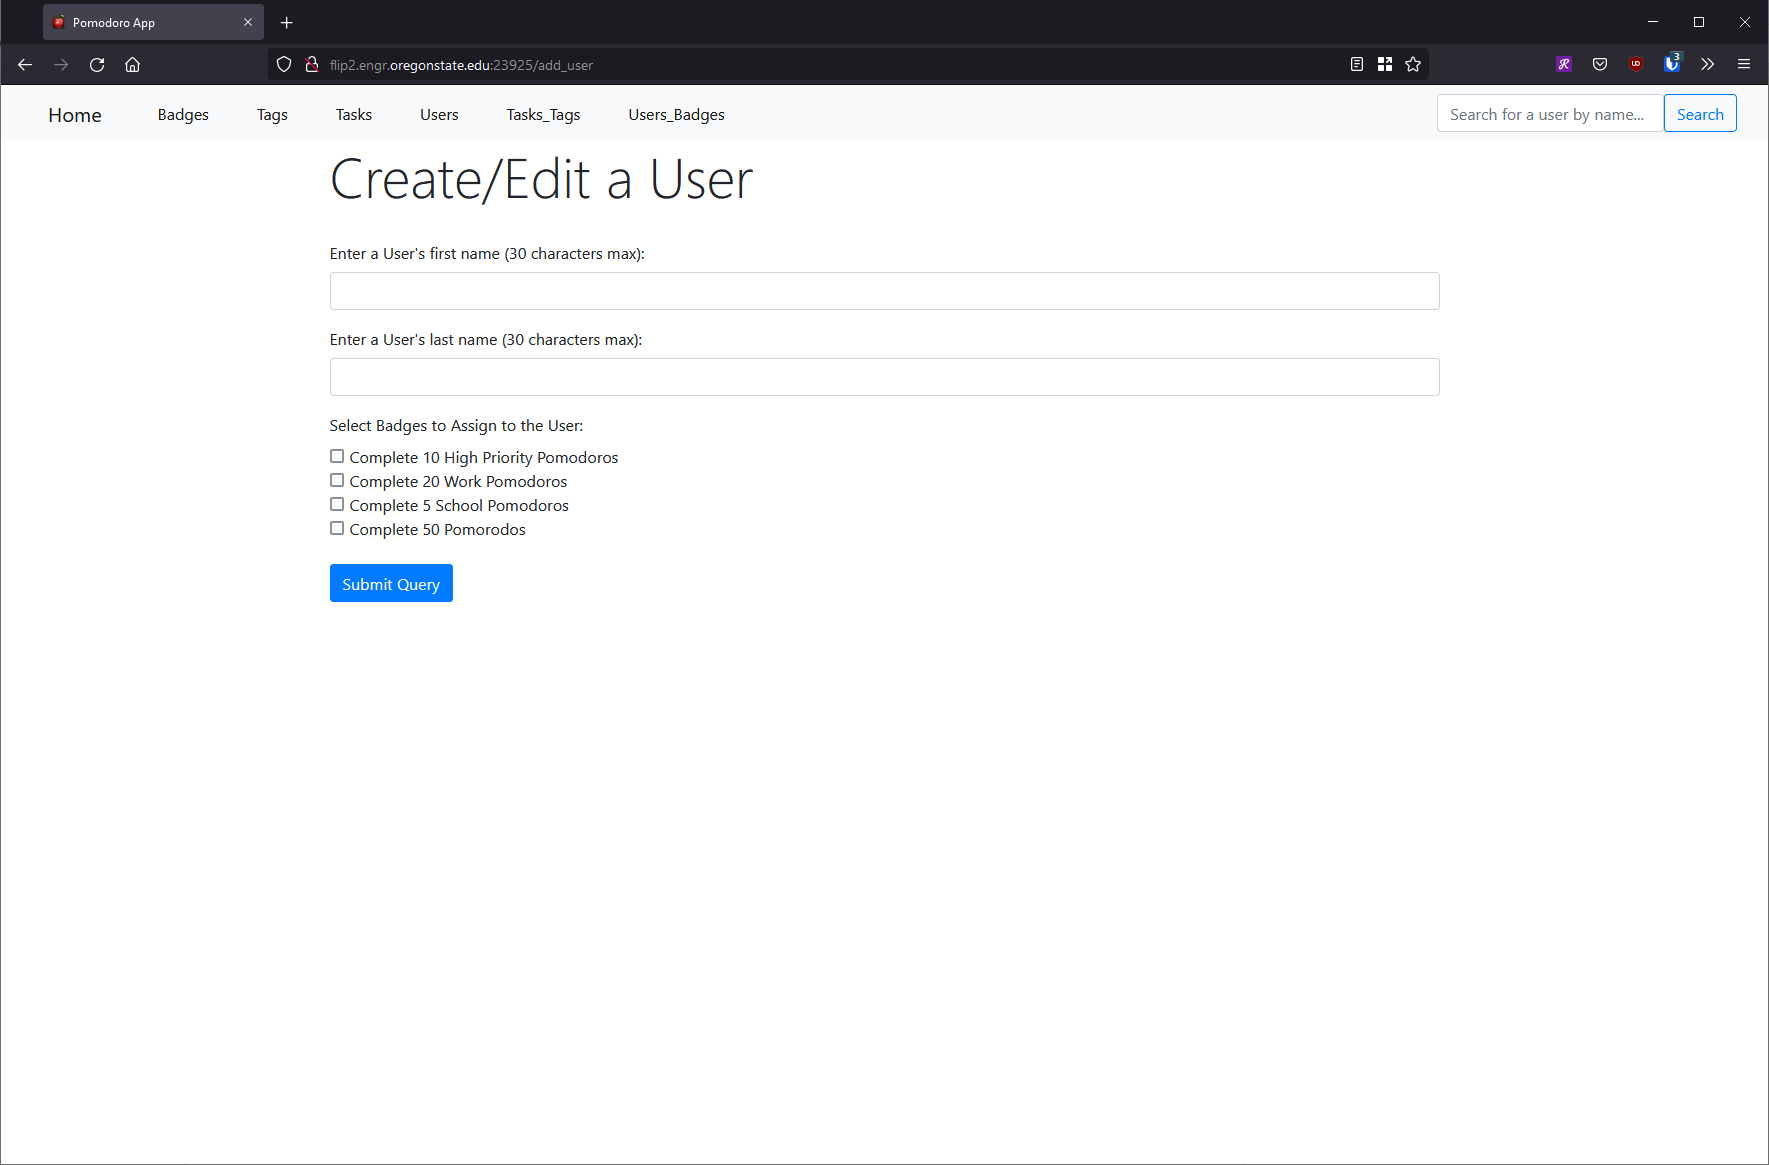 Pomodoro App
flip2.engr.oregonstate.edu:23925/add_user
3
Home Badges Tags Tasks Users Tasks_Tags Users_Badges Search for a user by name... Search
Create/Edit a User
Enter a User's first name (30 characters max):
Enter a User's last name (30 characters max):
Select Badges to Assign to the User:
Complete 10 High Priority Pomodoros
Complete 20 Work Pomodoros
Complete 5 School Pomodoros
Complete 50 Pomorodos
Submit Query